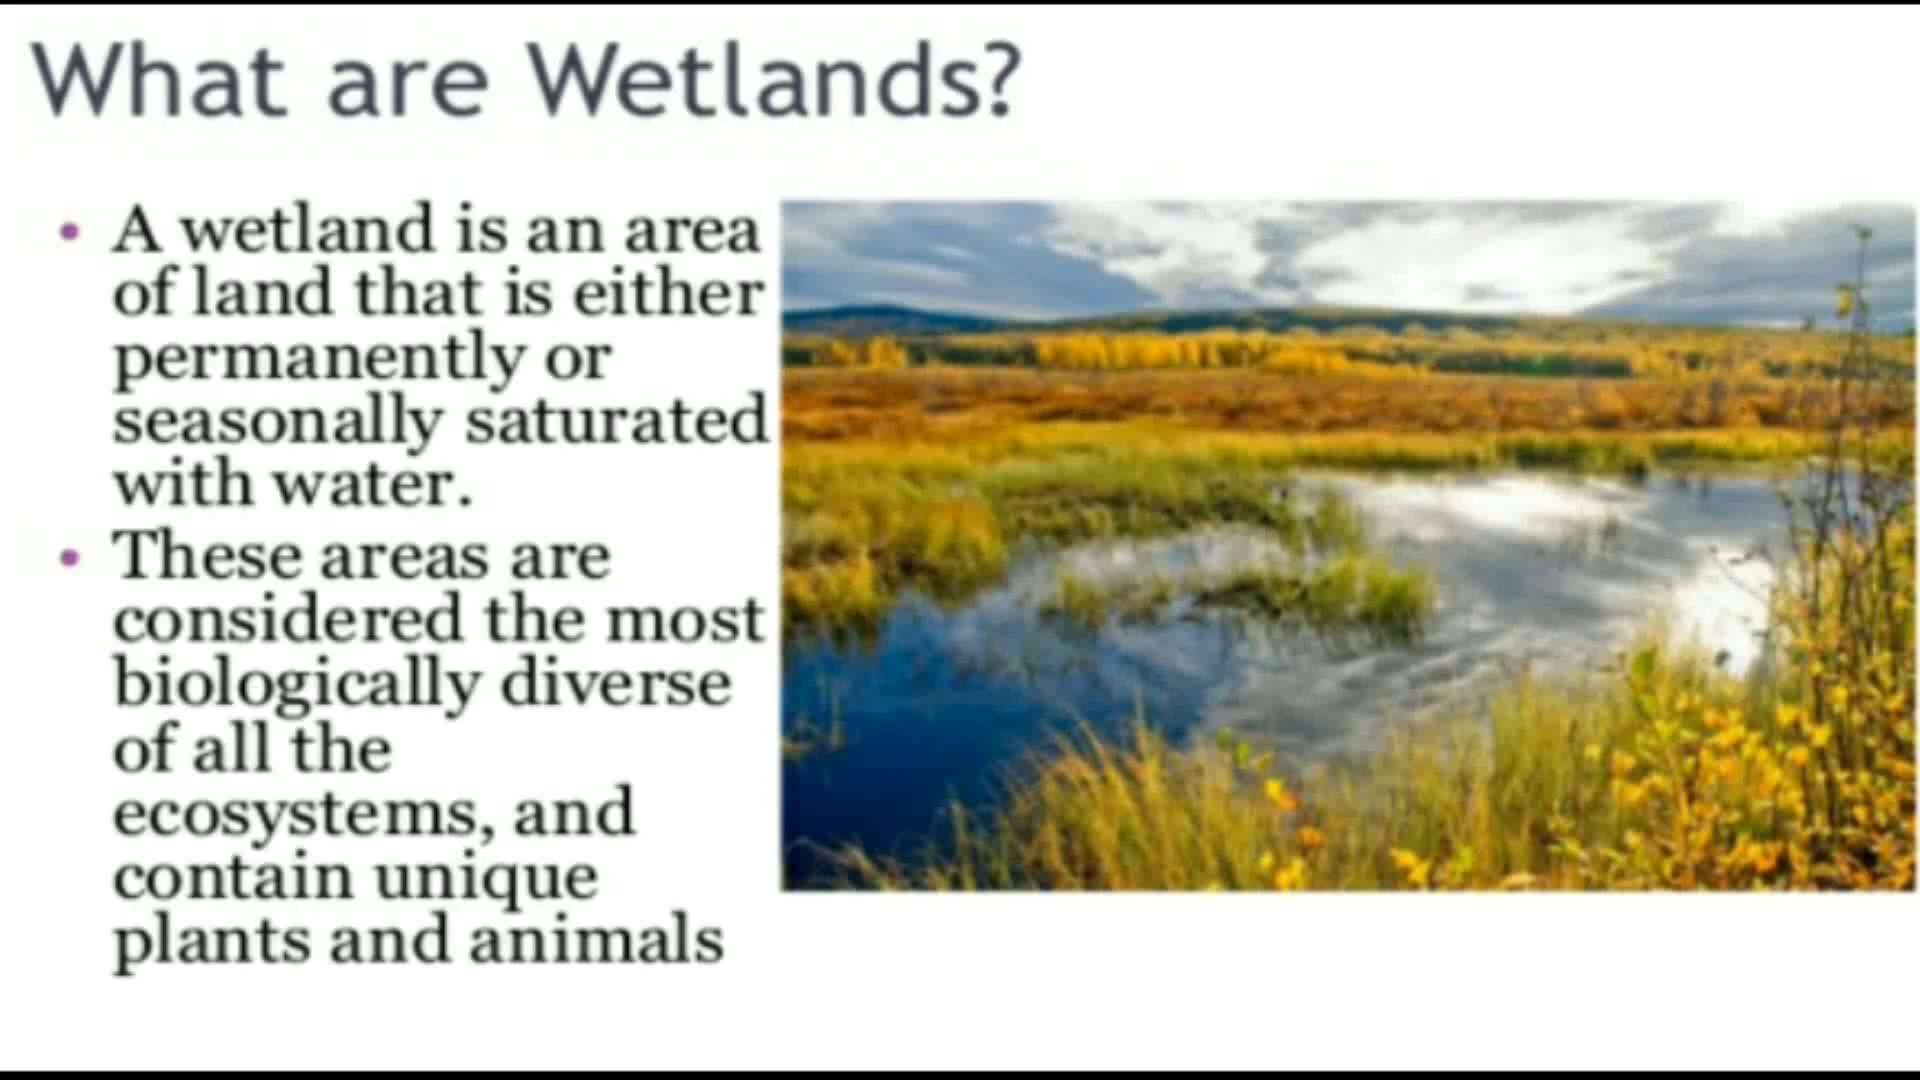 What are Wetlands?
• A wetland is an area
of land that is either
permanently or
seasonally saturated
with water.
• These areas are
considered the most
biologically diverse
of all the
ecosystems, and
contain unique
plants and animals